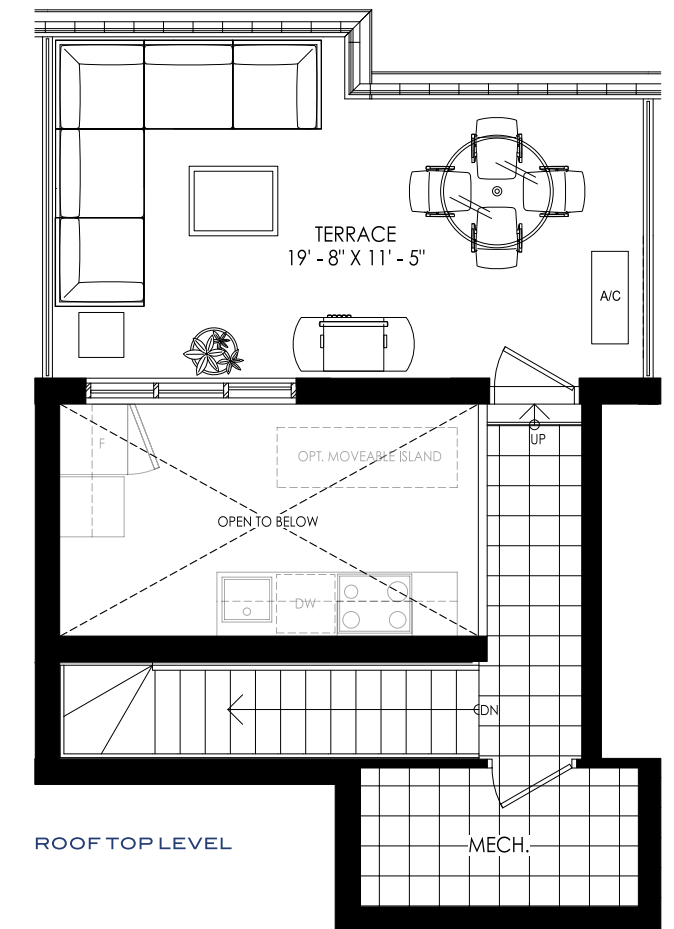 TERRACE
19' - 8" X 11' - 5"
A/C
UP
F
OPT. MOVEABLE ISLAND
OPEN TO BELOW
DW
DN
ROOF TOP LEVEL
MECH.